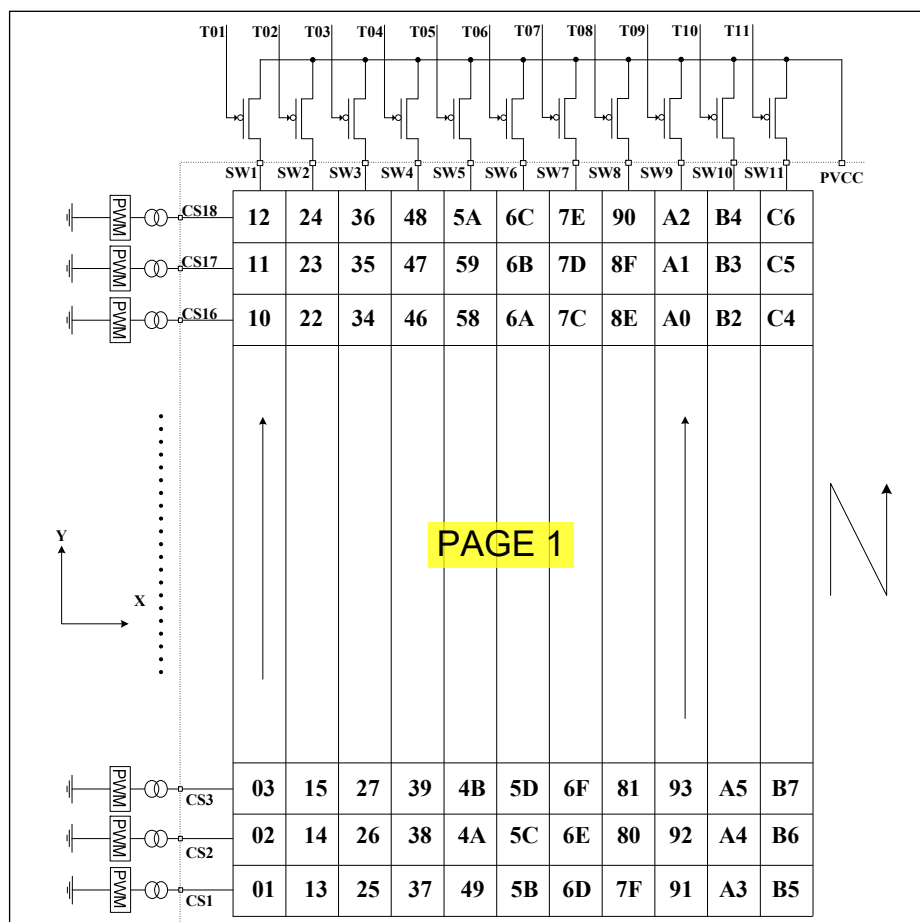 T01 T02 T03 T04 T05 T06 T07 T08 T09 T10 T11
SW1 SW2 SW3 SW4 SW5 SW6 SW7 SW8 SW9 SW10 SW11 PVCC
PWM CS18 12 24 36 48 5A 6C 7E 90 A2 B4 C6
PWM CS17 11 23 35 47 59 6B 7D 8F A1 B3 C5
PWM CS16 10 22 34 46 58 6A 7C 8E A0 B2 C4
PAGE 1
Y
X
PWM CS3 03 15 27 39 4B 5D 6F 81 93 A5 B7
PWM CS2 02 14 26 38 4A 5C 6E 80 92 A4 B6
PWM CS1 01 13 25 37 49 5B 6D 7F 91 A3 B5